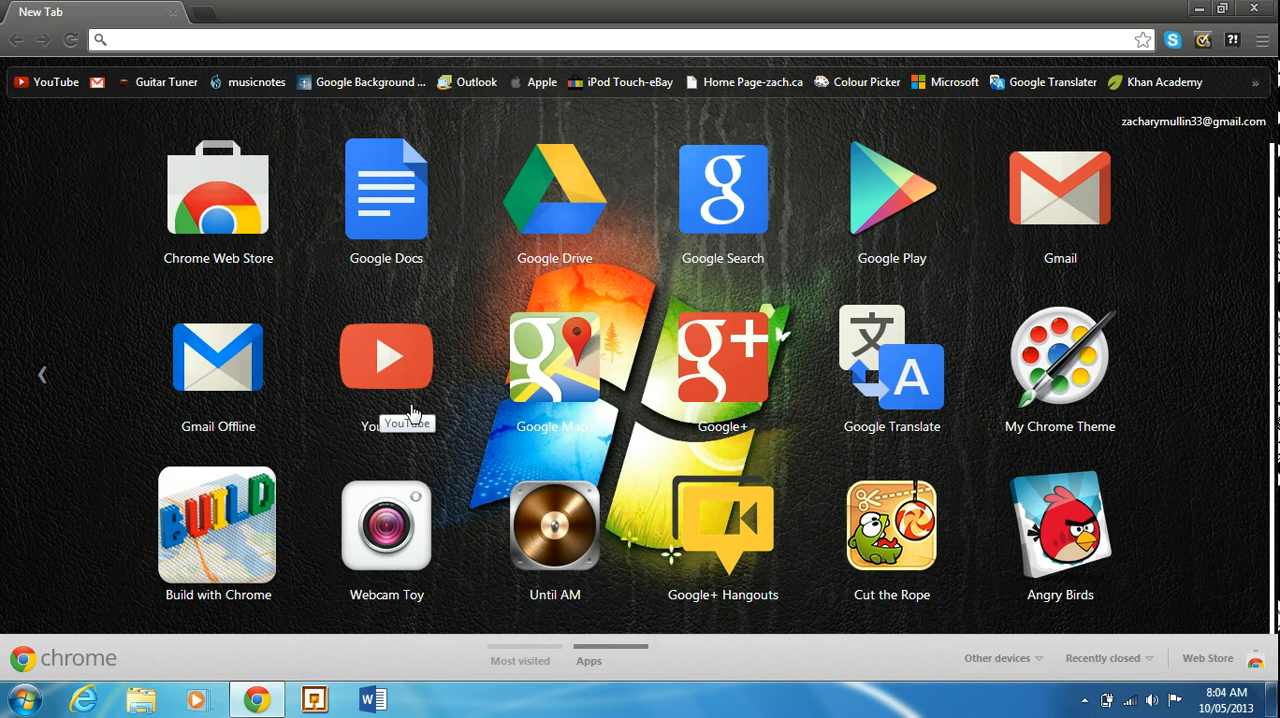 New Tab
YouTube Guitar Tuner musicnotes Google Background ... Outlook Apple iPod Touch-eBay Home Page-zach.ca Colour Picker Microsoft Google Translater Khan Academy »
zacharymullin33@gmail.com
Chrome Web Store Google Docs Google Drive Google Search Google Play Gmail
Gmail Offline YouTube Google Maps Google+ Google Translate My Chrome Theme
BUILD
Build with Chrome Webcam Toy Until AM Google+ Hangouts Cut the Rope Angry Birds
chrome Most visited Apps Other devices Recently closed Web Store
8:04 AM
10/05/2013